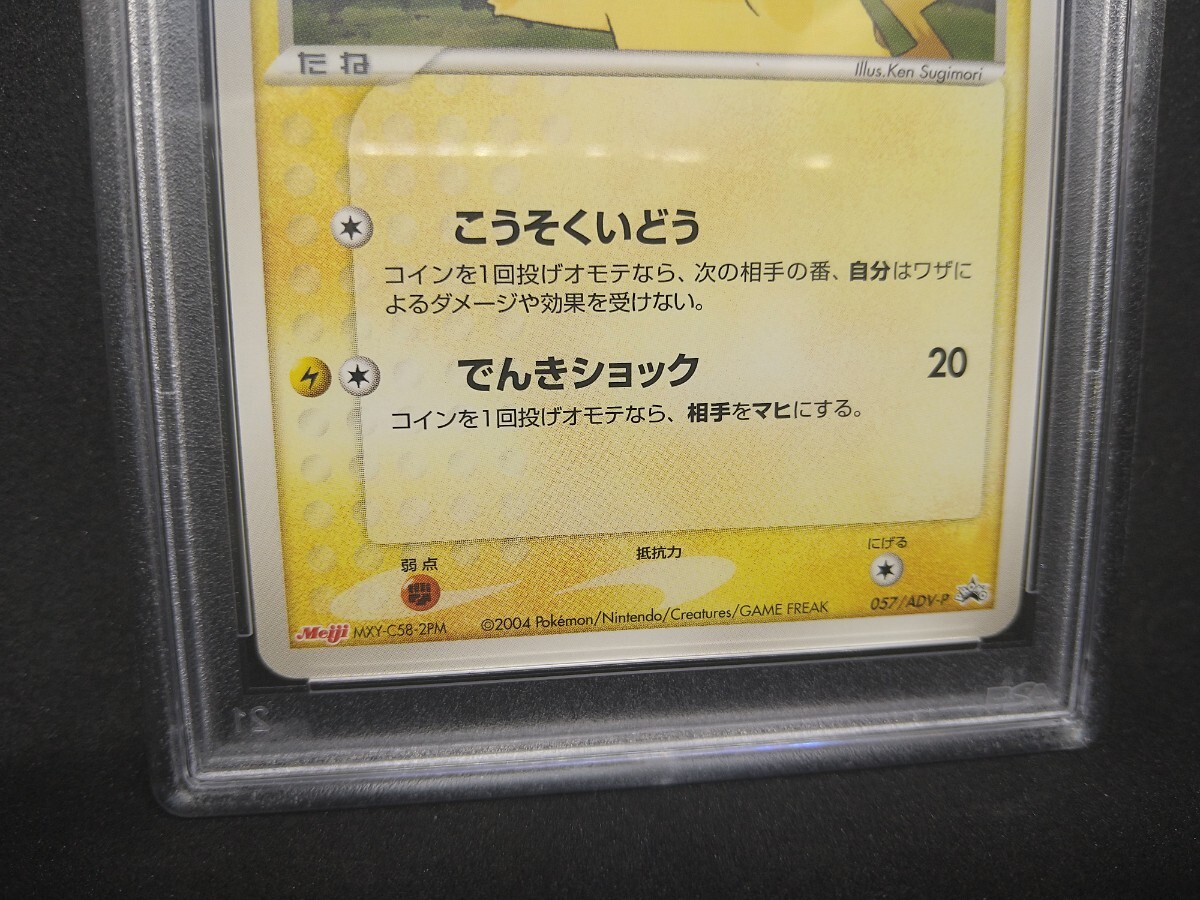 たね
Illus.Ken Sugimori
こうそくいどう
コインを1回投げオモテなら、次の相手の番、自分はワザに
よるダメージや効果を受けない。
でんきショック 20
コインを1回投げオモテなら、相手をマヒにする。
弱点 抵抗力 にげる
Meiji MXY-C58-2PM ©2004 Pokémon/Nintendo/Creatures/GAME FREAK 057/ADV-P